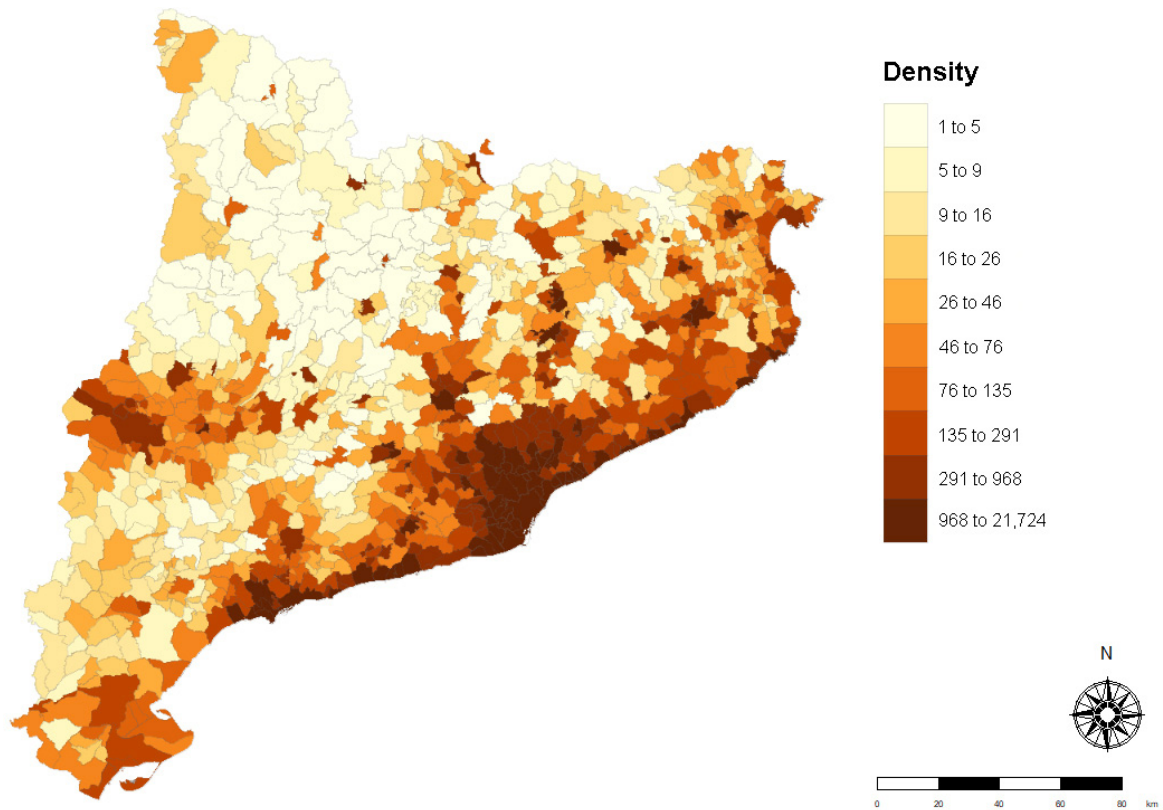 Density
1 to 5
5 to 9
9 to 16
16 to 26
26 to 46
46 to 76
76 to 135
135 to 291
291 to 968
968 to 21,724
N
0 20 40 60 80 km